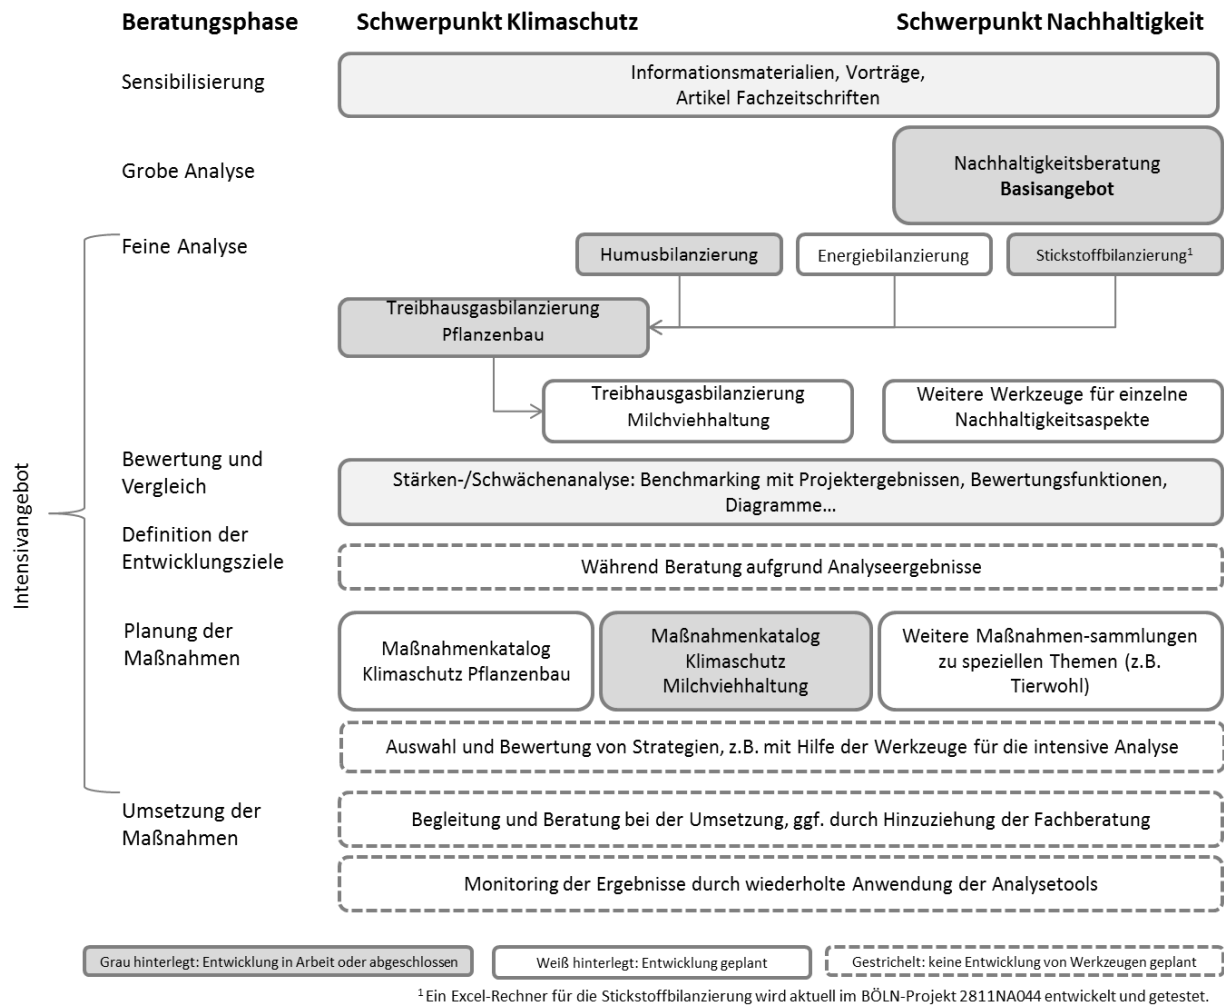 Beratungsphase
Schwerpunkt Klimaschutz
Schwerpunkt Nachhaltigkeit
Sensibilisierung
Informationsmaterialien, Vorträge,
Artikel Fachzeitschriften
Grobe Analyse
Nachhaltigkeitsberatung
Basisangebot
Intensivangebot
Feine Analyse
Humusbilanzierung
Energiebilanzierung
Stickstoffbilanzierung¹
Treibhausgasbilanzierung
Pflanzenbau
Treibhausgasbilanzierung
Milchviehhaltung
Weitere Werkzeuge für einzelne
Nachhaltigkeitsaspekte
Bewertung und
Vergleich
Stärken-/Schwächenanalyse: Benchmarking mit Projektergebnissen, Bewertungsfunktionen,
Diagramme…
Definition der
Entwicklungsziele
Während Beratung aufgrund Analyseergebnisse
Planung der
Maßnahmen
Maßnahmenkatalog
Klimaschutz Pflanzenbau
Maßnahmenkatalog
Klimaschutz
Milchviehhaltung
Weitere Maßnahmen-sammlungen
zu speziellen Themen (z.B.
Tierwohl)
Auswahl und Bewertung von Strategien, z.B. mit Hilfe der Werkzeuge für die intensive Analyse
Umsetzung der
Maßnahmen
Begleitung und Beratung bei der Umsetzung, ggf. durch Hinzuziehung der Fachberatung
Monitoring der Ergebnisse durch wiederholte Anwendung der Analysetools
Grau hinterlegt: Entwicklung in Arbeit oder abgeschlossen
Weiß hinterlegt: Entwicklung geplant
Gestrichelt: keine Entwicklung von Werkzeugen geplant
¹ Ein Excel-Rechner für die Stickstoffbilanzierung wird aktuell im BÖLN-Projekt 2811NA044 entwickelt und getestet.